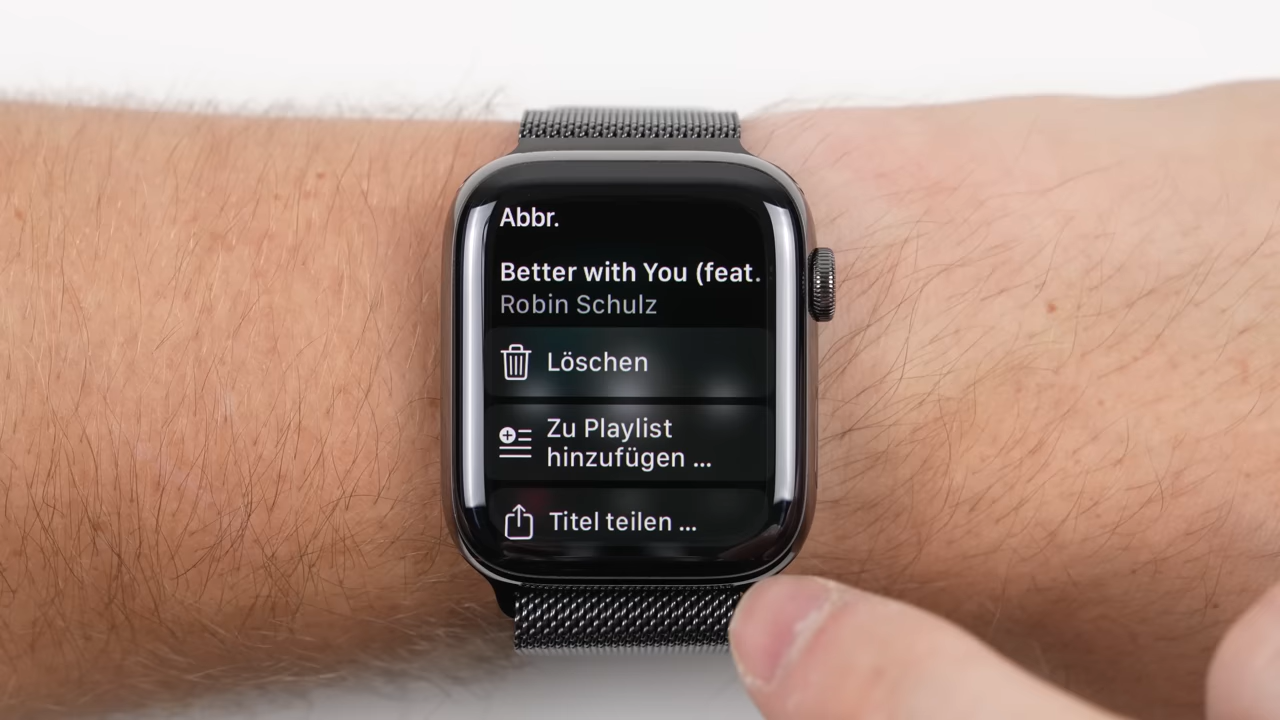 Abbr.
Better with You (feat.
Robin Schulz
Löschen
Zu Playlist
hinzufügen ...
Titel teilen ...